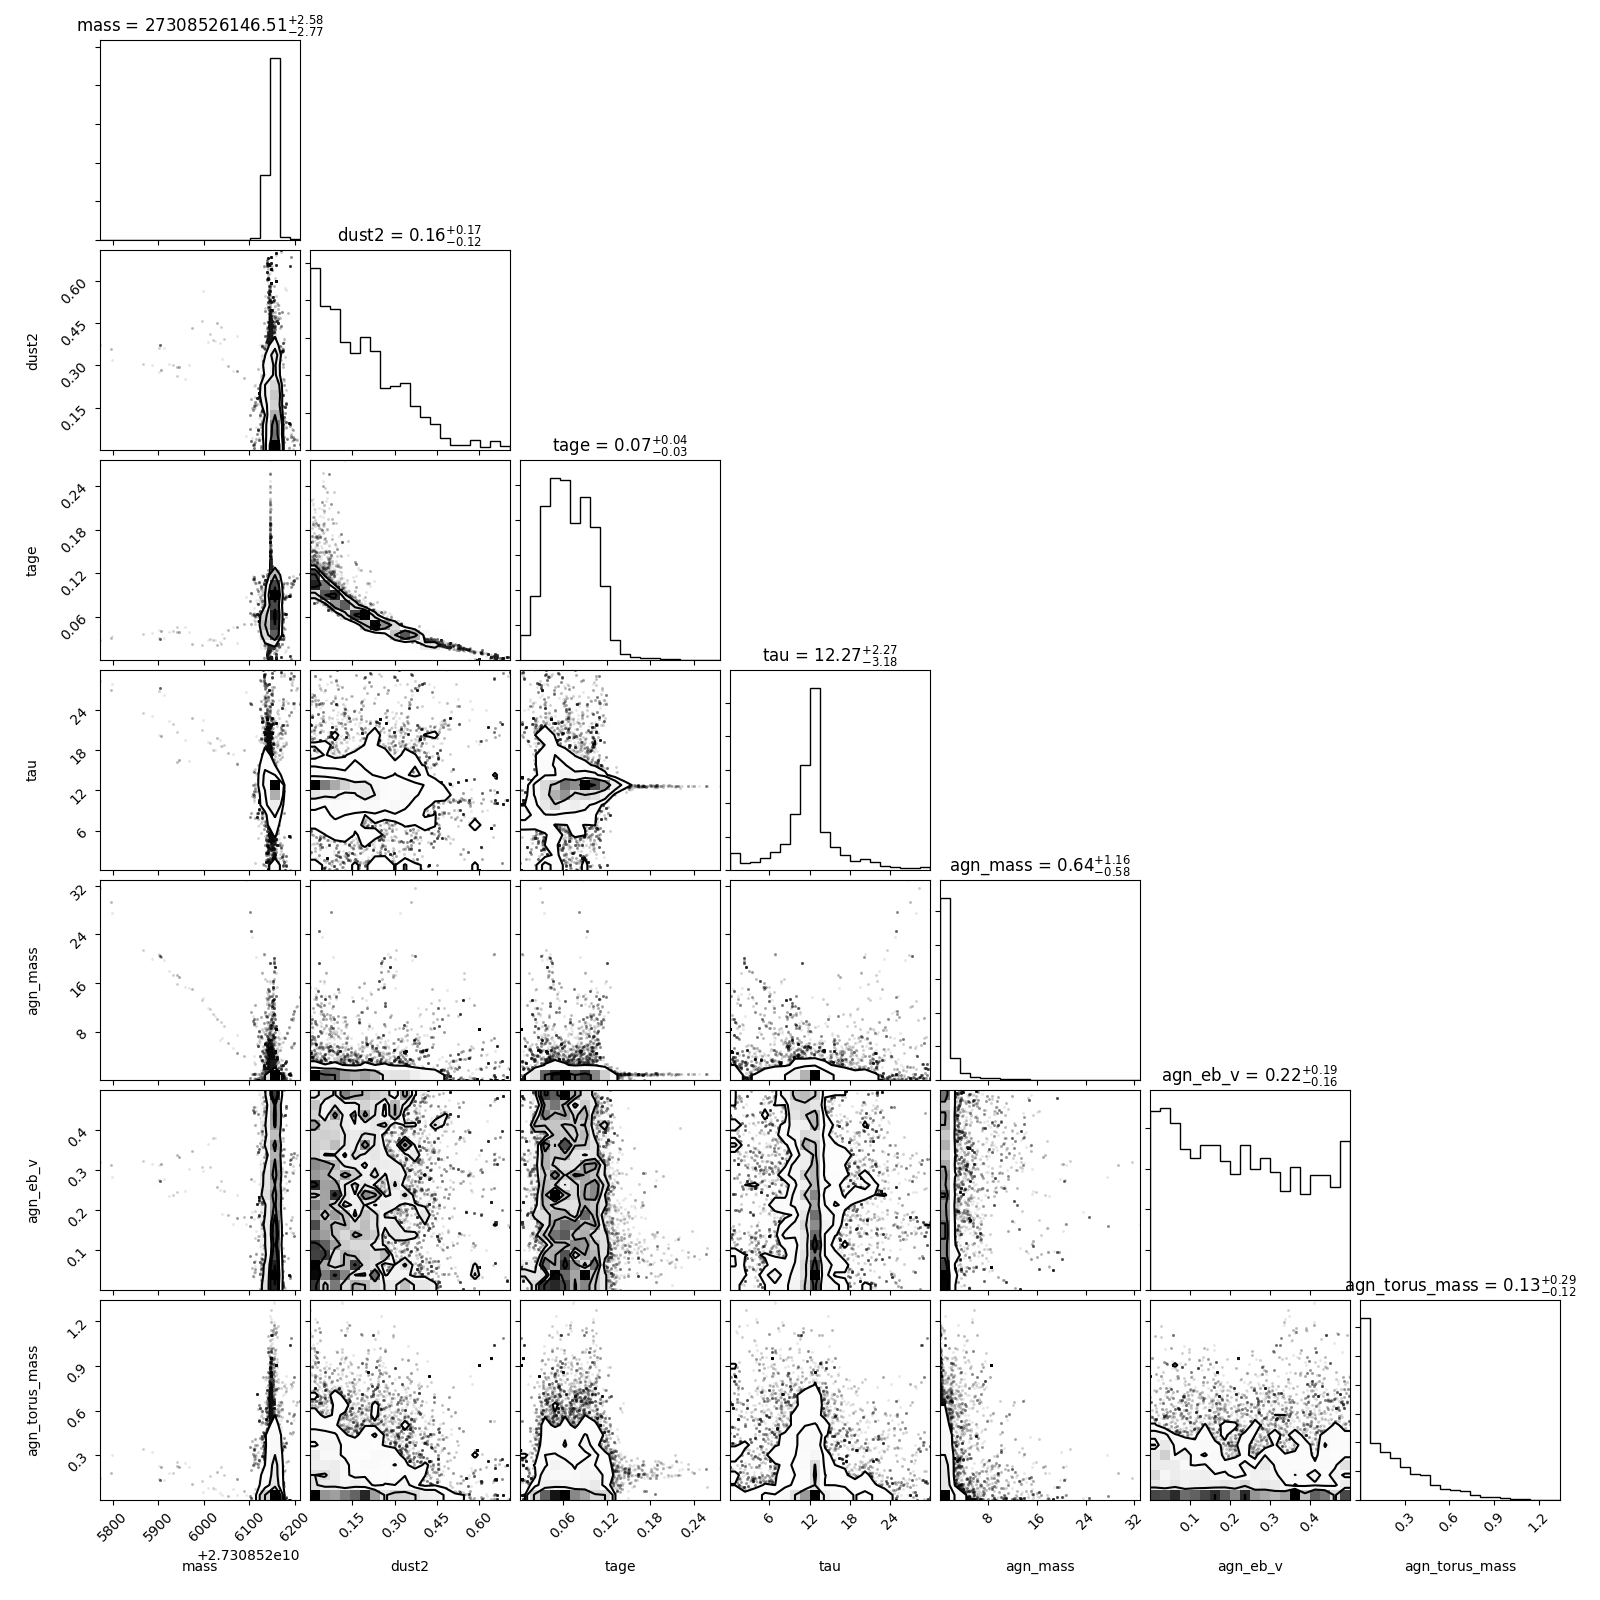 mass = 27308526146.51+2.58 −2.77
dust2 = 0.16+0.17 −0.12
0.60
0.45
0.30
0.15
dust2
tage = 0.07+0.04 −0.03
0.24
0.18
0.12
0.06
tage
tau = 12.27+2.27 −3.18
24
18
12
6
tau
agn_mass = 0.64+1.16 −0.58
32
24
16
8
agn_mass
agn_eb_v = 0.22+0.19 −0.16
0.4
0.3
0.2
0.1
agn_eb_v
agn_torus_mass = 0.13+0.29 −0.12
1.2
0.9
0.6
0.3
agn_torus_mass
5800 5900 6000 6100 6200 0.15 0.30 0.45 0.60 0.06 0.12 0.18 0.24 6 12 18 24 8 16 24 32 0.1 0.2 0.3 0.4 0.3 0.6 0.9 1.2
+2.730852e10
mass dust2 tage tau agn_mass agn_eb_v agn_torus_mass